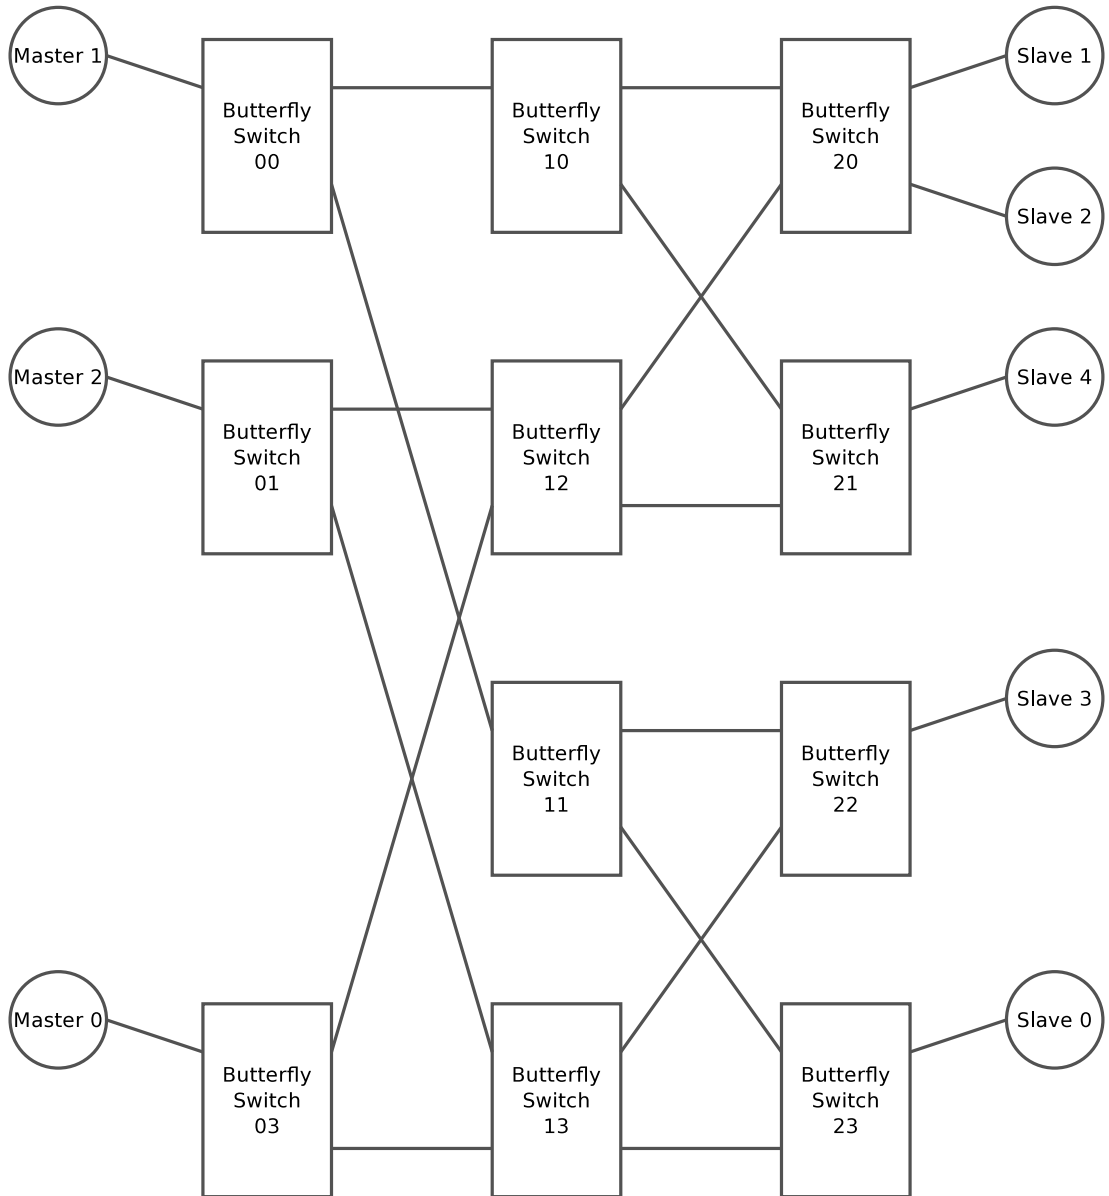 Master 1
Butterfly
Switch
00
Butterfly
Switch
10
Butterfly
Switch
20
Slave 1
Slave 2
Master 2
Butterfly
Switch
01
Butterfly
Switch
12
Butterfly
Switch
21
Slave 4
Butterfly
Switch
11
Butterfly
Switch
22
Slave 3
Master 0
Butterfly
Switch
03
Butterfly
Switch
13
Butterfly
Switch
23
Slave 0